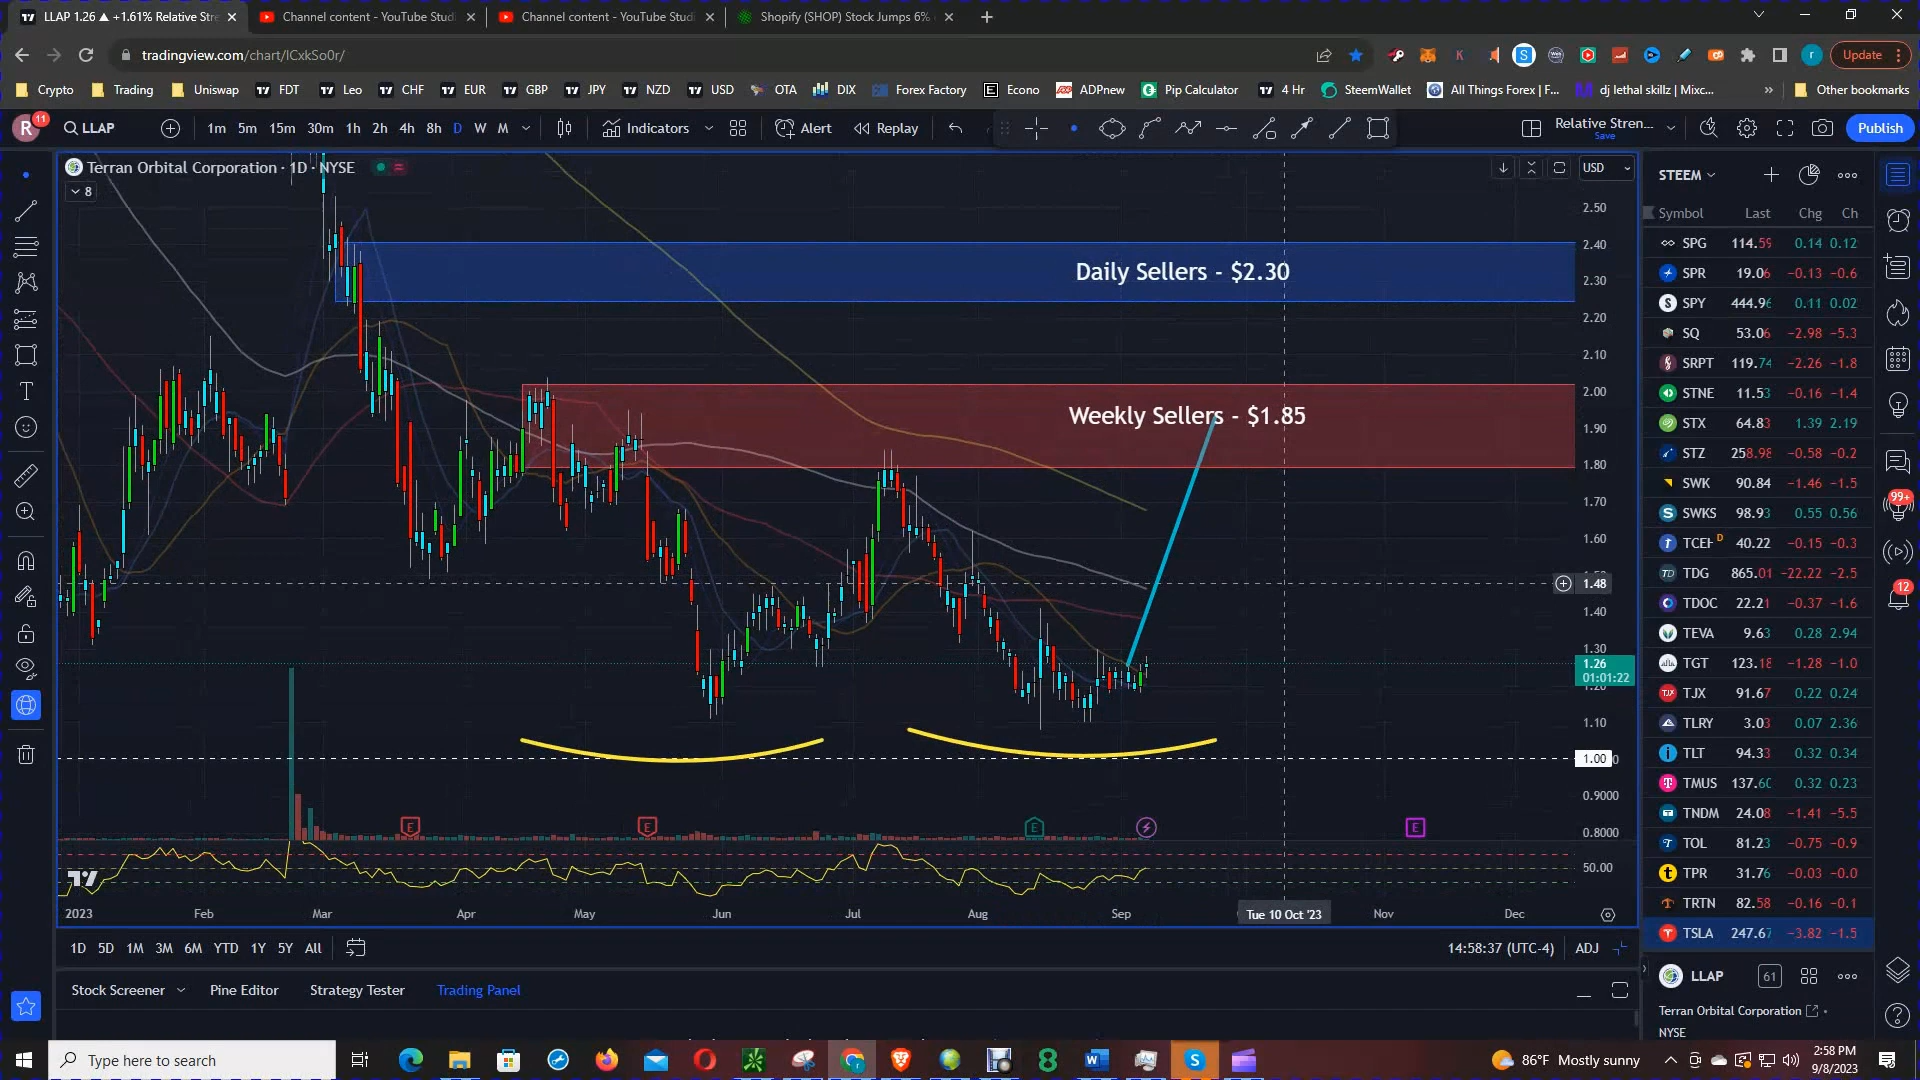 LLAP 1.26 ▲ +1.61% Relative Stre
Channel content - YouTube Studi
Channel content - YouTube Studi
Shopify (SHOP) Stock Jumps 6%
tradingview.com/chart/lCxkSo0r/
Update
Crypto Trading Uniswap FDT Leo CHF EUR GBP JPY NZD USD OTA DIX Forex Factory Econo ADPnew Pip Calculator 4 Hr SteemWallet All Things Forex | F... dj lethal skillz | Mixc... » Other bookmarks
R 11 LLAP 1m 5m 15m 30m 1h 2h 4h 8h D W M Indicators Alert Replay Relative Stren... Save Publish
Terran Orbital Corporation · 1D · NYSE
8
USD
2.50
2.40
Daily Sellers - $2.30
2.30
2.20
2.10
2.00
Weekly Sellers - $1.85
1.90
1.80
1.70
1.60
1.48
1.40
1.30
1.26
01:01:22
1.20
1.10
1.00
0.9000
E E E E
0.8000
50.00
2023 Feb Mar Apr May Jun Jul Aug Sep Tue 10 Oct '23 Nov Dec
1D 5D 1M 3M 6M YTD 1Y 5Y All 14:58:37 (UTC-4) ADJ
Stock Screener Pine Editor Strategy Tester Trading Panel
STEEM
Symbol Last Chg Ch
SPG 114.59 0.14 0.12
SPR 19.06 −0.13 −0.6
SPY 444.96 0.11 0.02
SQ 53.06 −2.98 −5.3
SRPT 119.74 −2.26 −1.8
STNE 11.53 −0.16 −1.4
STX 64.83 1.39 2.19
STZ 258.98 −0.58 −0.2
SWK 90.84 −1.46 −1.5
SWKS 98.93 0.55 0.56
TCEH D 40.22 −0.15 −0.3
TDG 865.01 −22.22 −2.5
TDOC 22.21 −0.37 −1.6
TEVA 9.63 0.28 2.94
TGT 123.18 −1.28 −1.0
TJX 91.67 0.22 0.24
TLRY 3.03 0.07 2.36
TLT 94.33 0.32 0.34
TMUS 137.60 0.32 0.23
TNDM 24.08 −1.41 −5.5
TOL 81.23 −0.75 −0.9
TPR 31.76 −0.03 −0.0
TRTN 82.58 −0.16 −0.1
TSLA 247.67 −3.82 −1.5
LLAP 61
Terran Orbital Corporation
NYSE
99+
12
Type here to search
86°F Mostly sunny
2:58 PM
9/8/2023